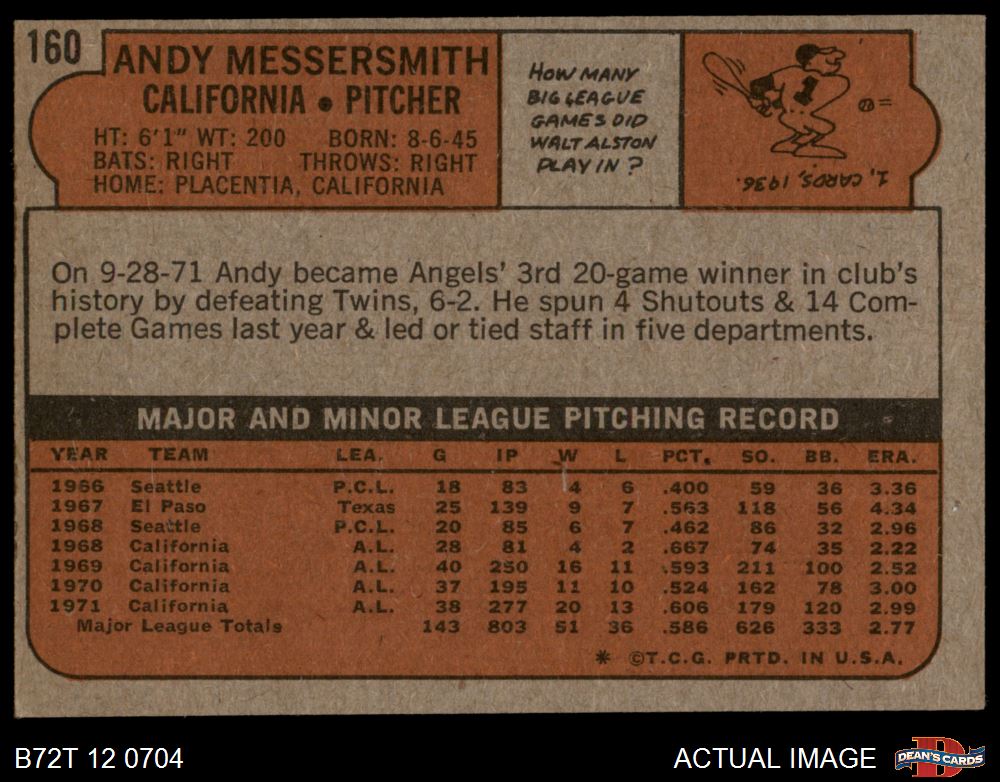 160
ANDY MESSERSMITH
CALIFORNIA • PITCHER
HT: 6'1" WT: 200 BORN: 8-6-45
BATS: RIGHT THROWS: RIGHT
HOME: PLACENTIA, CALIFORNIA
HOW MANY
BIG LEAGUE
GAMES DID
WALT ALSTON
PLAY IN?
1
=
1, CARDS, 1936.
On 9-28-71 Andy became Angels' 3rd 20-game winner in club's
history by defeating Twins, 6-2. He spun 4 Shutouts & 14 Com-
plete Games last year & led or tied staff in five departments.
MAJOR AND MINOR LEAGUE PITCHING RECORD
YEAR TEAM LEA. G IP W L PCT. SO. BB. ERA.
1966 Seattle P.C.L. 18 83 4 6 .400 59 36 3.36
1967 El Paso Texas 25 139 9 7 .563 118 56 4.34
1968 Seattle P.C.L. 20 85 6 7 .462 86 32 2.96
1968 California A.L. 28 81 4 2 .667 74 35 2.22
1969 California A.L. 40 250 16 11 .593 211 100 2.52
1970 California A.L. 37 195 11 10 .524 162 78 3.00
1971 California A.L. 38 277 20 13 .606 179 120 2.99
Major League Totals 143 803 51 36 .586 626 333 2.77
* ©T.C.G. PRTD. IN U.S.A.
B72T 12 0704 ACTUAL IMAGE D DEAN'S CARDS